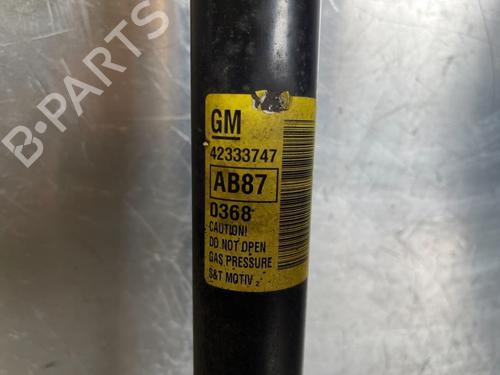 B-PARTS
GM
42333747
AB87
0368
CAUTION!
DO NOT OPEN
GAS PRESSURE
S&T MOTIV 2